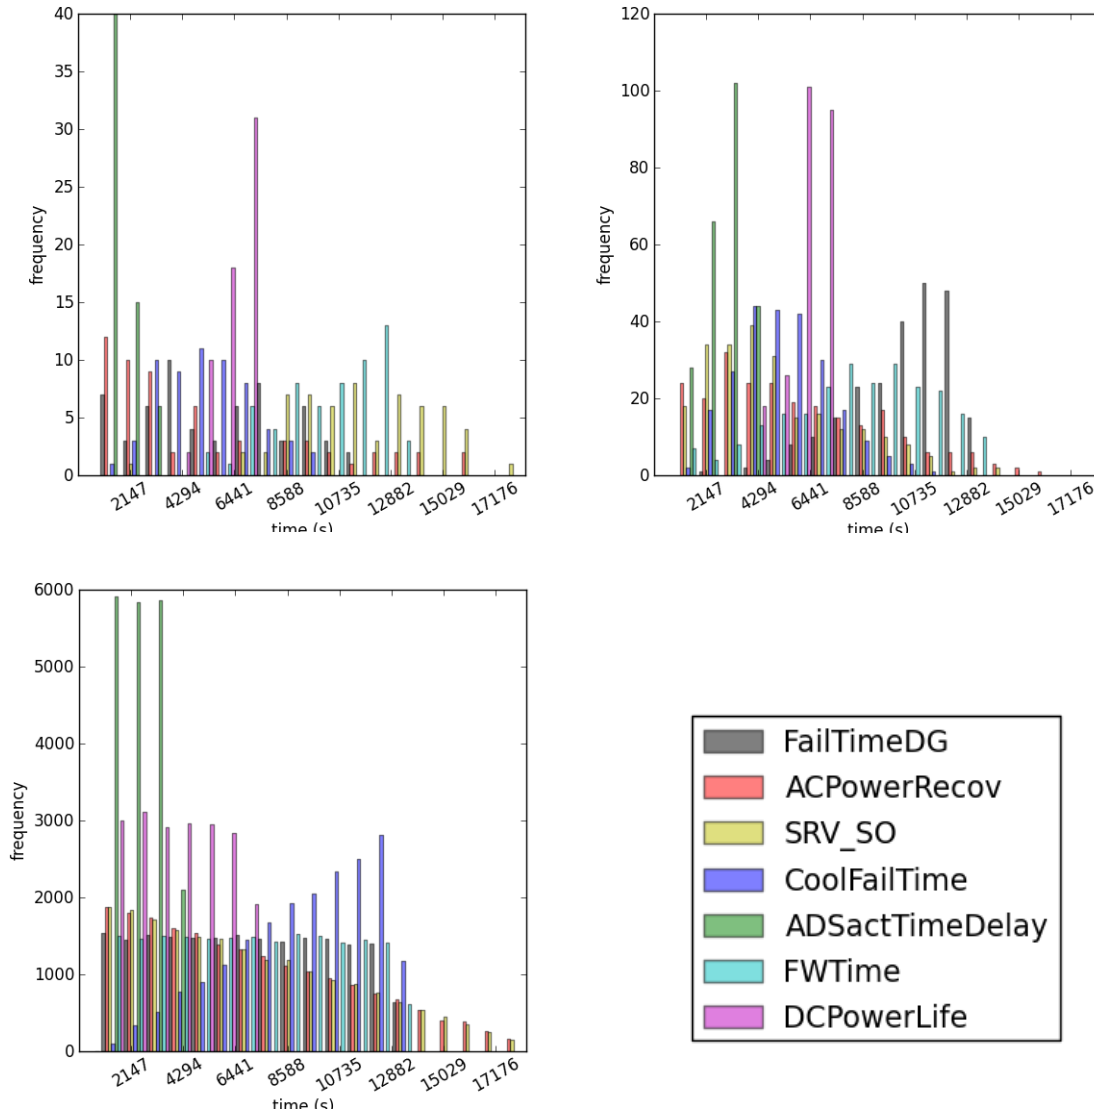 40
35
30
25
20
15
10
5
0
frequency
2147 4294 6441 8588 10735 12882 15029 17176
time (s)
120
100
80
60
40
20
0
frequency
2147 4294 6441 8588 10735 12882 15029 17176
time (s)
6000
5000
4000
3000
2000
1000
0
frequency
2147 4294 6441 8588 10735 12882 15029 17176
time (s)
FailTimeDG
ACPowerRecov
SRV_SO
CoolFailTime
ADSactTimeDelay
FWTime
DCPowerLife